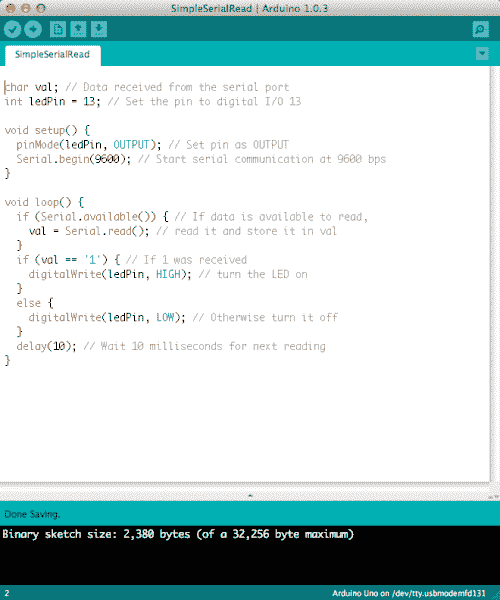 SimpleSerialRead | Arduino 1.0.3
SimpleSerialRead
char val; // Data received from the serial port
int ledPin = 13; // Set the pin to digital I/O 13
void setup() {
  pinMode(ledPin, OUTPUT); // Set pin as OUTPUT
  Serial.begin(9600); // Start serial communication at 9600 bps
}
void loop() {
  if (Serial.available()) { // If data is available to read,
    val = Serial.read(); // read it and store it in val
  }
  if (val == '1') { // If 1 was received
    digitalWrite(ledPin, HIGH); // turn the LED on
  }
  else {
    digitalWrite(ledPin, LOW); // Otherwise turn it off
  }
  delay(10); // Wait 10 milliseconds for next reading
}
Done Saving.
Binary sketch size: 2,380 bytes (of a 32,256 byte maximum)
2 Arduino Uno on /dev/tty.usbmodemfd131